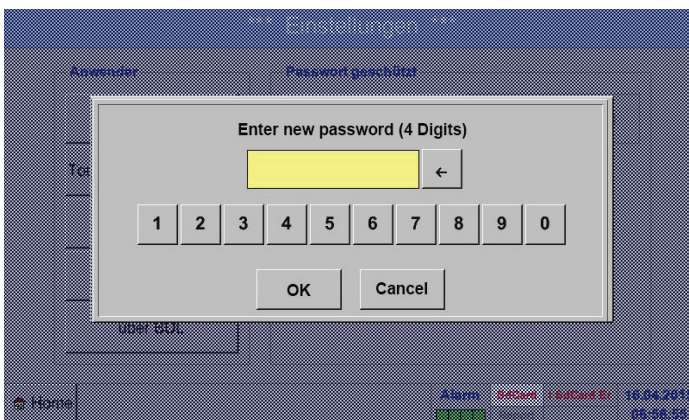 *** Einstellungen ***
Anwender
Passwort geschützt
Enter new password (4 Digits)
←
1 2 3 4 5 6 7 8 9 0
OK
Cancel
über BDL
Home
Alarm
SdCard
16.04.201
06:56:55